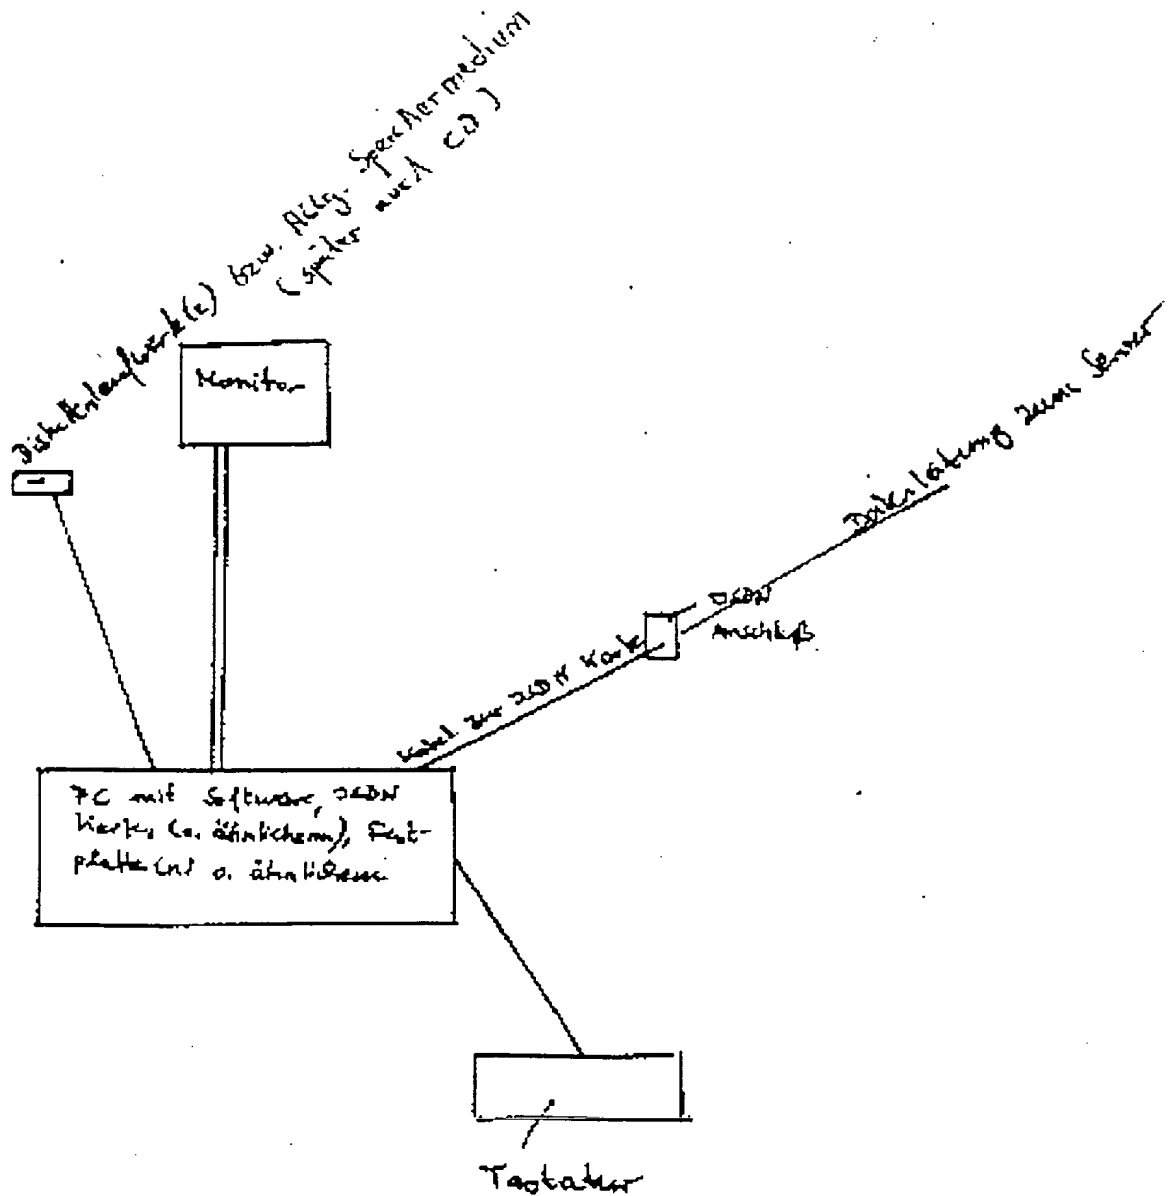 Diskettenlaufwerk(e) bzw. Allg. Speichermedium
(später auch CD)
Monitor
Datenleitung zum Server
ISDN
Anschluß
Kabel zur ISDN Karte
PC mit Software, ISDN
Karte, (o. ähnlichem), Fest-
platte(n) o. ähnlichem
Tastatur